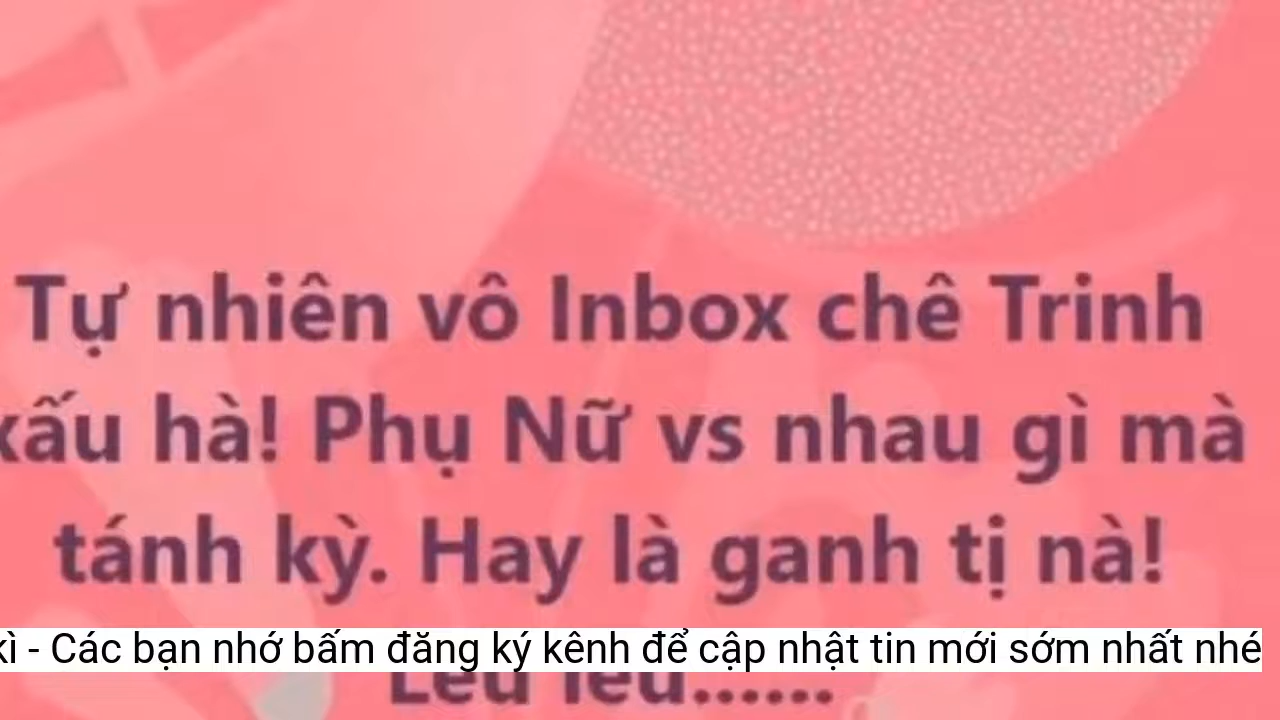 Tự nhiên vô Inbox chê Trinh
xấu hà! Phụ Nữ vs nhau gì mà
tánh kỳ. Hay là ganh tị nà!
kì - Các bạn nhớ bấm đăng ký kênh để cập nhật tin mới sớm nhất nhé